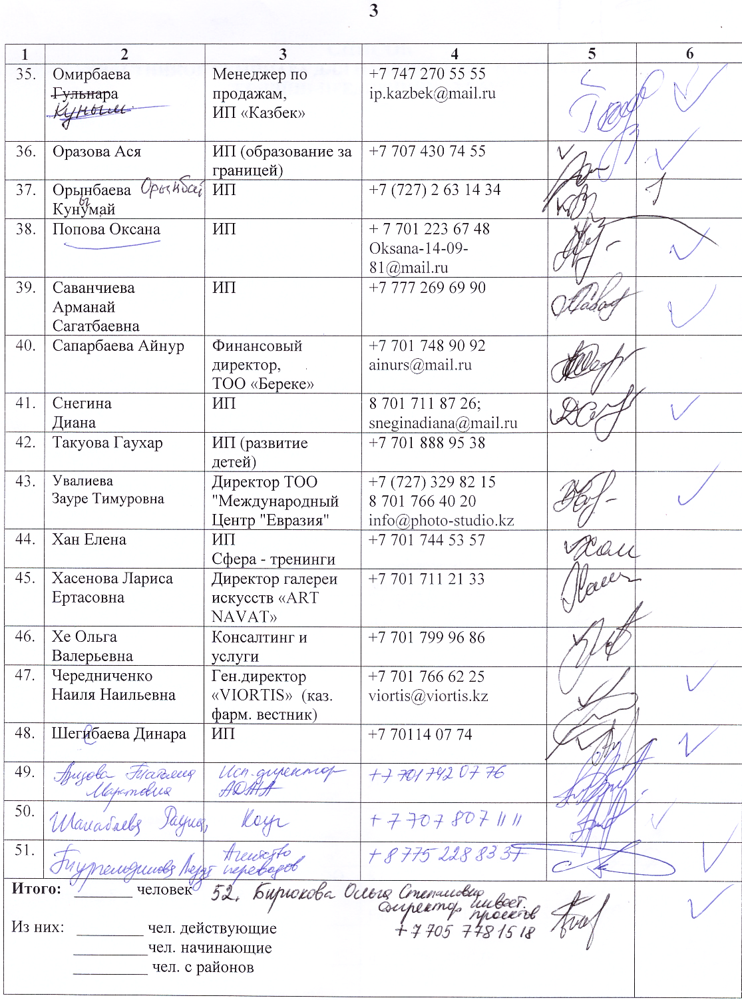 3
1 2 3 4 5 6
35. Омирбаева Менеджер по +7 747 270 55 55
Гульнара продажам, ip.kazbek@mail.ru
Куным ИП «Казбек»
36. Оразова Ася ИП (образование за +7 707 430 74 55
границей)
37. Орынбаева Орынбай ИП +7 (727) 2 63 14 34
Кунумай
ы
38. Попова Оксана ИП + 7 701 223 67 48
Oksana-14-09-
81@mail.ru
39. Саванчиева ИП +7 777 269 69 90
Арманай
Сагатбаевна
40. Сапарбаева Айнур Финансовый +7 701 748 90 92
директор, ainurs@mail.ru
ТОО «Береке»
41. Снегина ИП 8 701 711 87 26;
Диана sneginadiana@mail.ru
42. Такуова Гаухар ИП (развитие +7 701 888 95 38
детей)
43. Увалиева Директор ТОО +7 (727) 329 82 15
Зауре Тимуровна "Международный 8 701 766 40 20
Центр "Евразия" info@photo-studio.kz
44. Хан Елена ИП +7 701 744 53 57
Сфера - тренинги
45. Хасенова Лариса Директор галереи +7 701 711 21 33
Ертасовна искусств «ART
NAVAT»
46. Хе Ольга Консалтинг и +7 701 799 96 86
Валерьевна услуги
47. Чередниченко Ген.директор +7 701 766 62 25
Наиля Наильевна «VIORTIS» (каз. viortis@viortis.kz
фарм. вестник)
48. Шегибаева Динара ИП +7 70114 07 74
49. Исп. директор +7 701 742 07 76
Маратовна
50. Коуч +7 707 807 11 11
51. Агентство +8 775 228 83 37
переводов
Итого: ________ человек 52. Бирюкова Ольга Степановна
директор инвест.
проектов
Из них: _________ чел. действующие +7 705 778 15 18
__________чел. начинающие
__________ чел. с районов